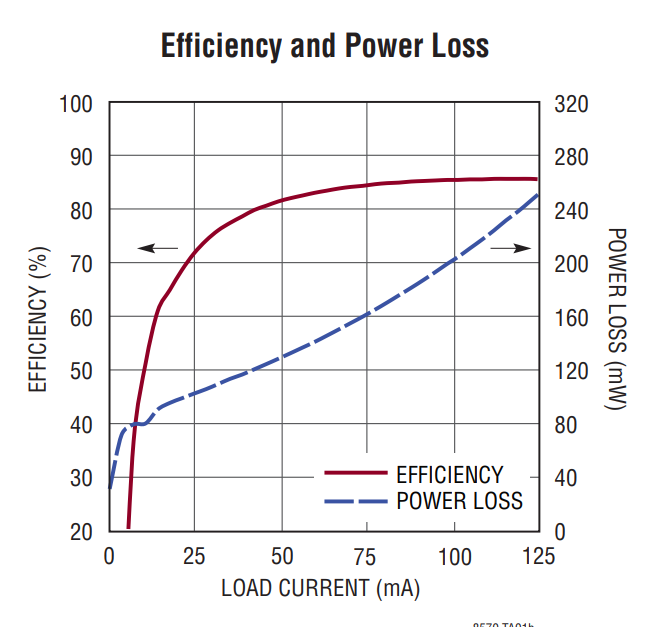 Efficiency and Power Loss
100
90
80
70
60
50
40
30
20
EFFICIENCY (%)
320
280
240
200
160
120
80
40
0
POWER LOSS (mW)
EFFICIENCY
POWER LOSS
0 25 50 75 100 125
LOAD CURRENT (mA)